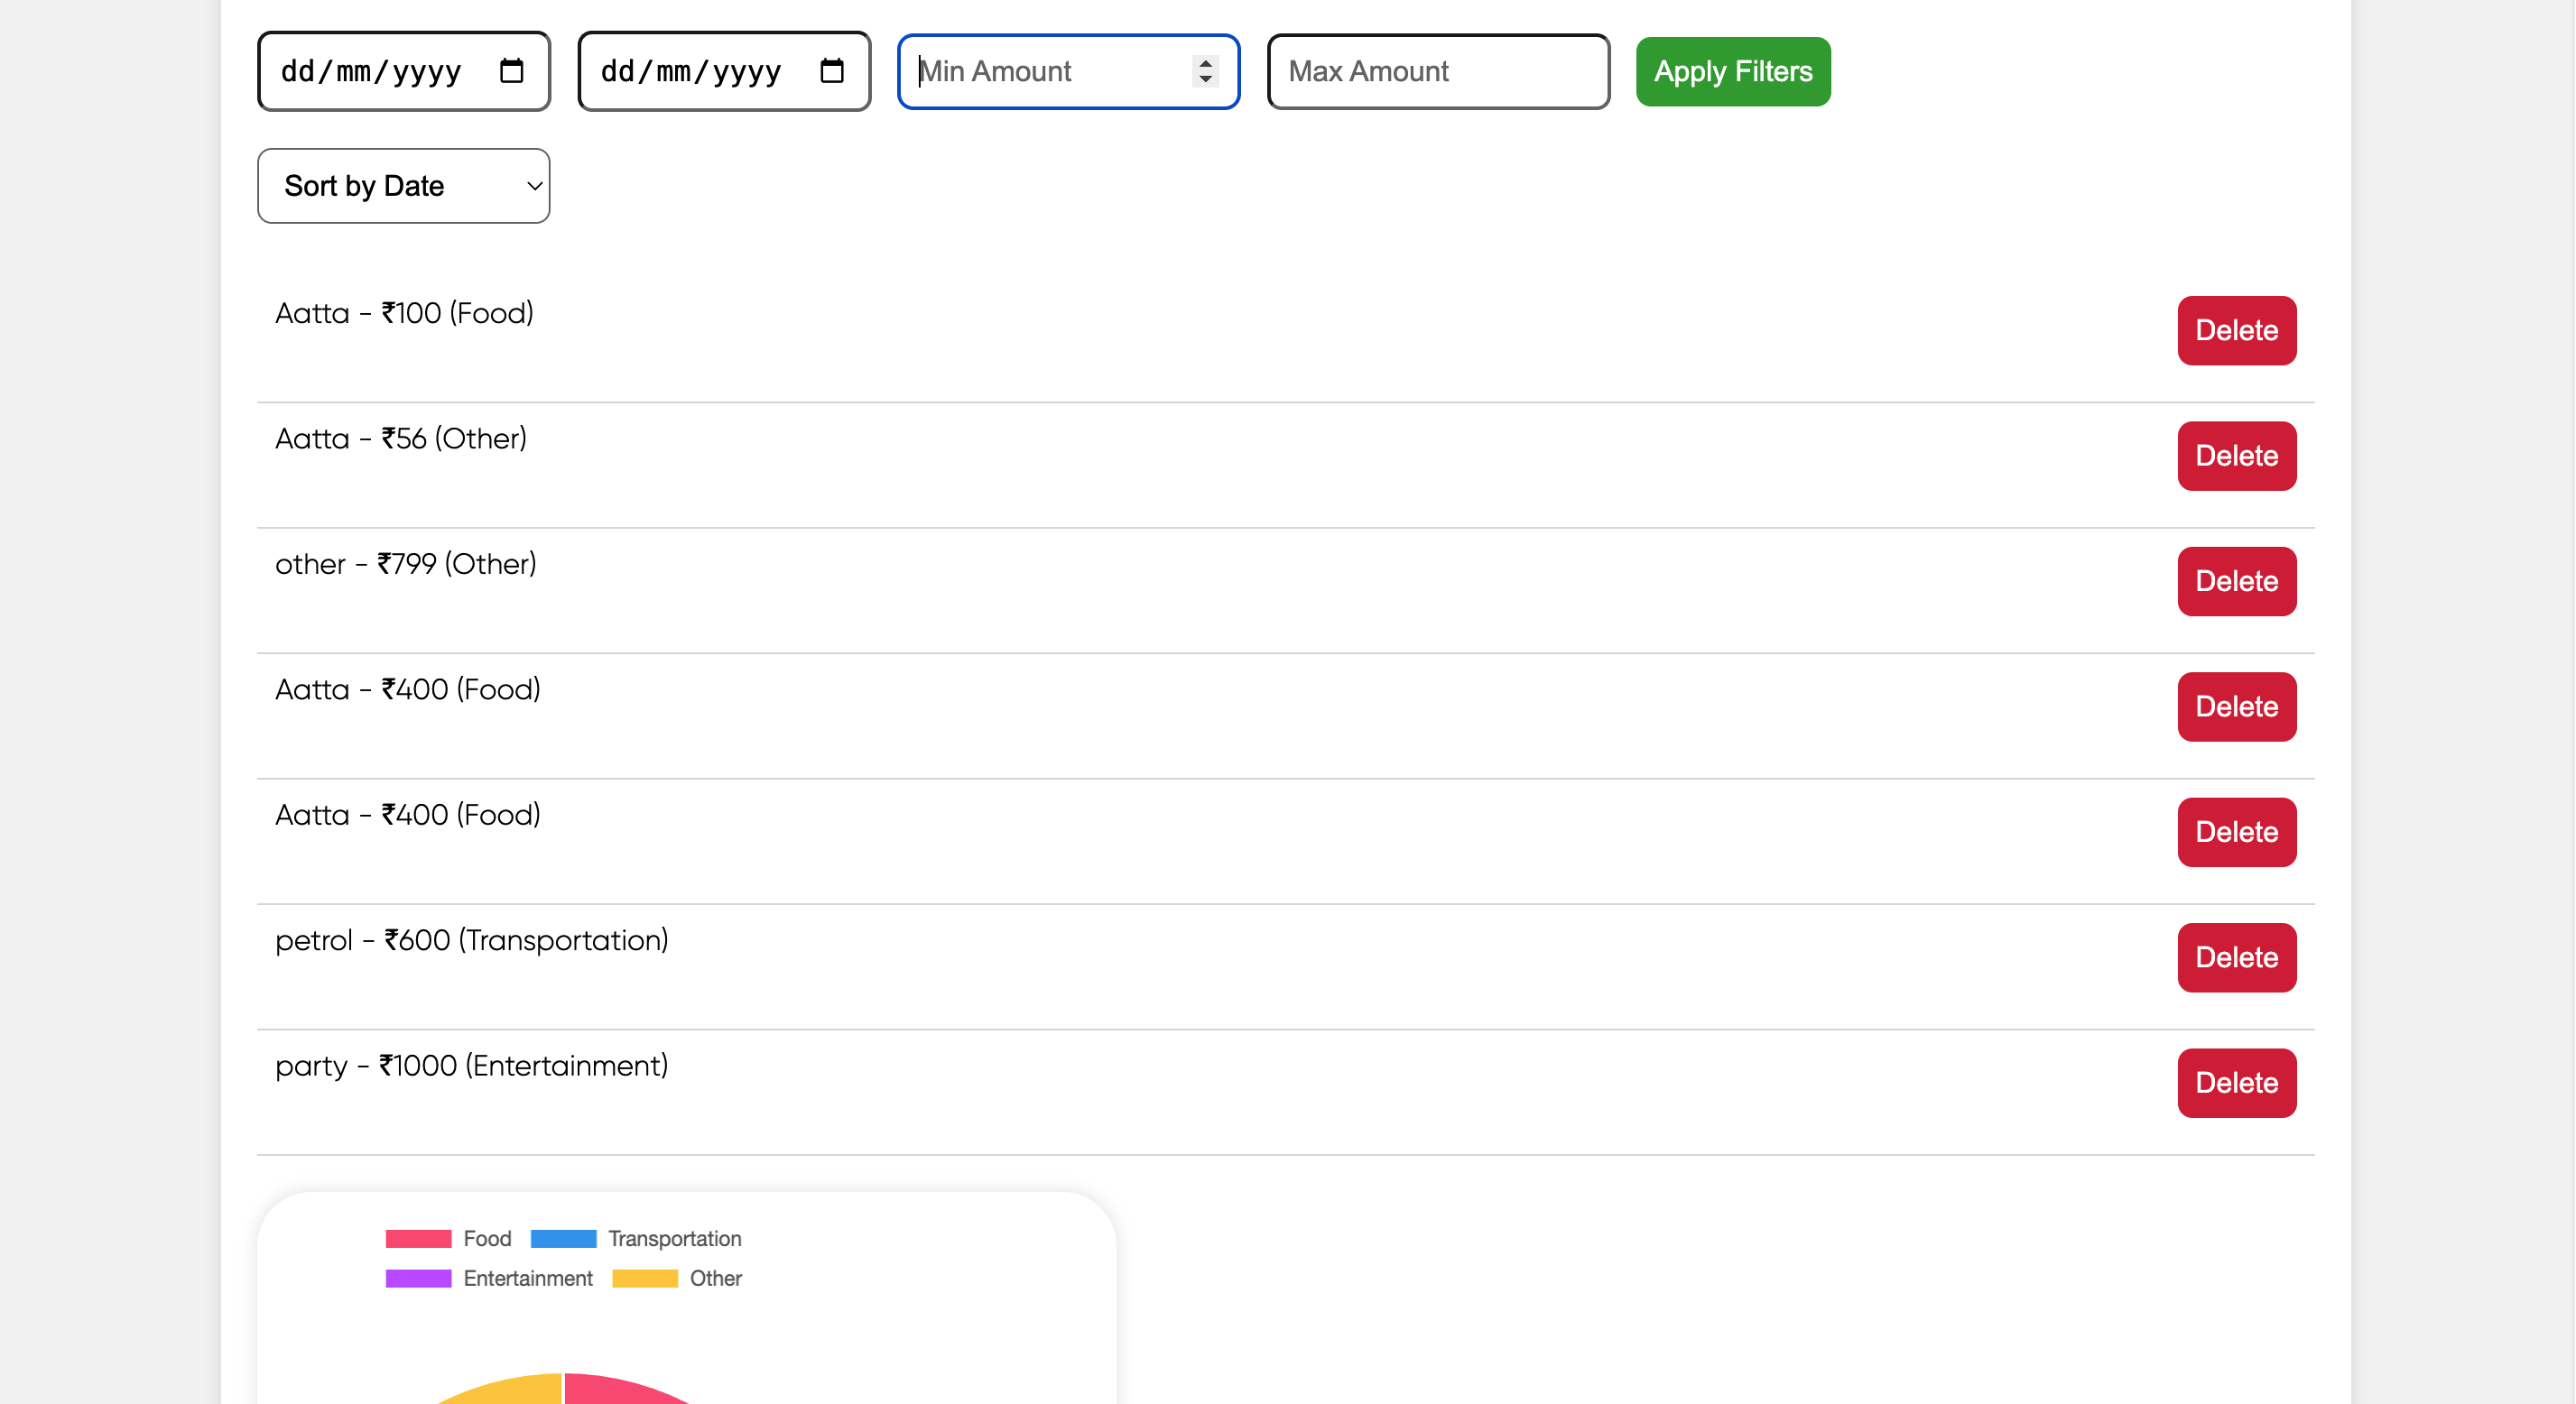 dd/mm/yyyy dd/mm/yyyy Min Amount Max Amount Apply Filters
Sort by Date
Aatta - ₹100 (Food) Delete
Aatta - ₹56 (Other) Delete
other - ₹799 (Other) Delete
Aatta - ₹400 (Food) Delete
Aatta - ₹400 (Food) Delete
petrol - ₹600 (Transportation) Delete
party - ₹1000 (Entertainment) Delete
Food Transportation
Entertainment Other